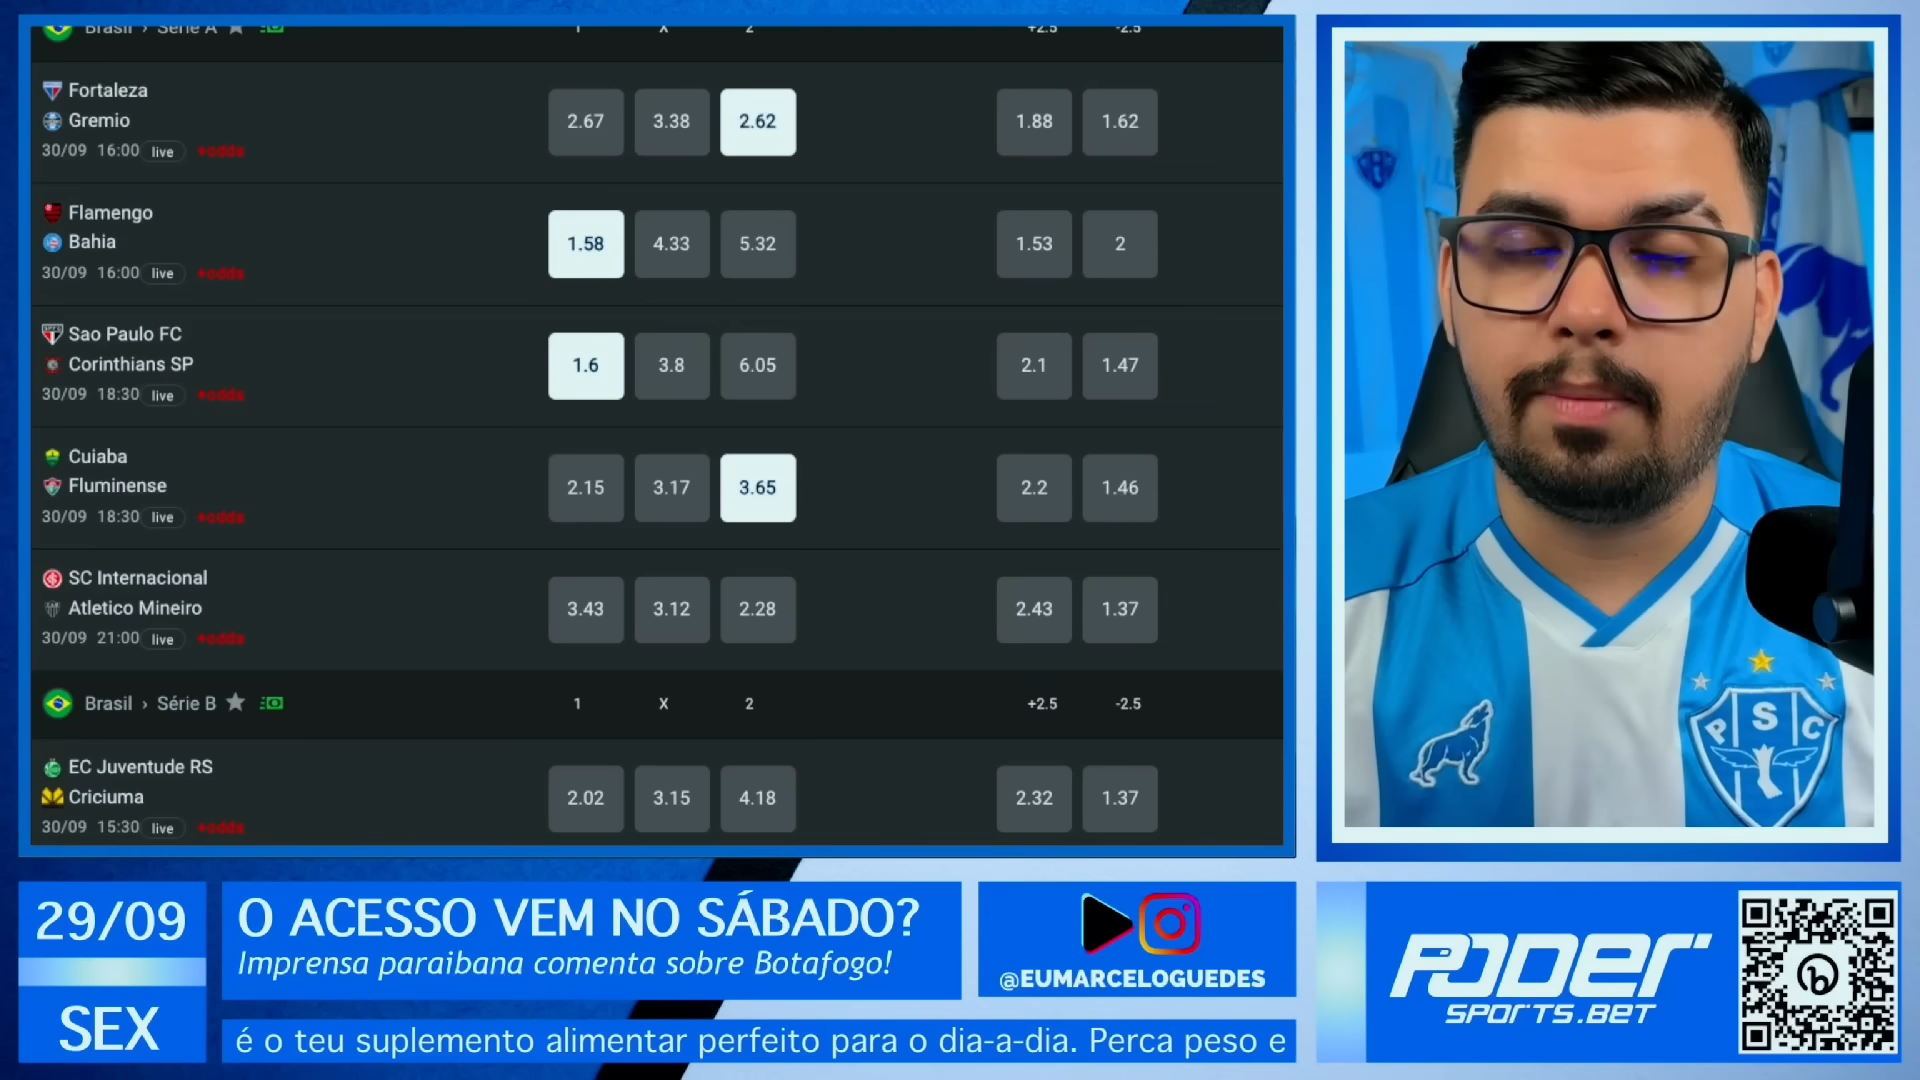 Brasil › Série A 1 X 2 +2.5 -2.5
Fortaleza
Gremio
2.67 3.38 2.62 1.88 1.62
30/09 16:00 live +odds
Flamengo
Bahia
1.58 4.33 5.32 1.53 2
30/09 16:00 live +odds
Sao Paulo FC
Corinthians SP
1.6 3.8 6.05 2.1 1.47
30/09 18:30 live +odds
Cuiaba
Fluminense
2.15 3.17 3.65 2.2 1.46
30/09 18:30 live +odds
SC Internacional
Atletico Mineiro
3.43 3.12 2.28 2.43 1.37
30/09 21:00 live +odds
Brasil › Série B 1 X 2 +2.5 -2.5
EC Juventude RS
Criciuma
2.02 3.15 4.18 2.32 1.37
30/09 15:30 live +odds
PSC
29/09
SEX
O ACESSO VEM NO SÁBADO?
Imprensa paraibana comenta sobre Botafogo!
@EUMARCELOGUEDES
é o teu suplemento alimentar perfeito para o dia-a-dia. Perca peso e
PODER
SPORTS.BET
b